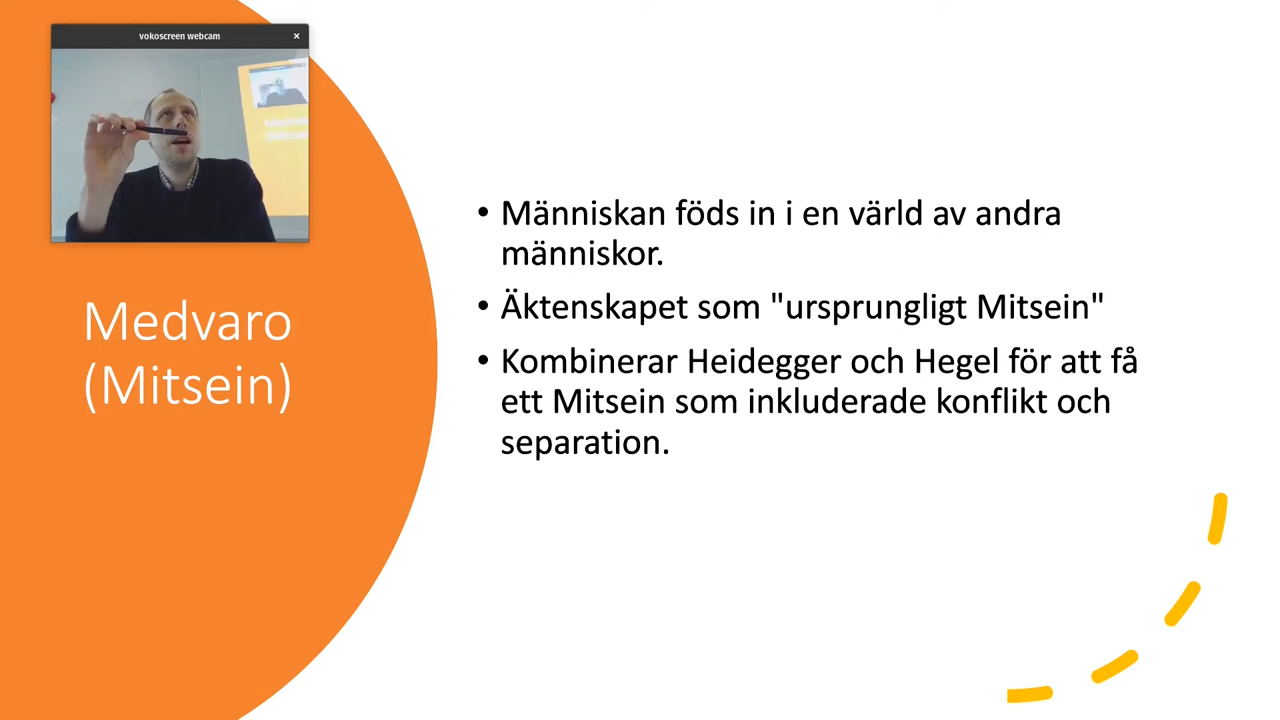 vokoscreen webcam
Medvaro
(Mitsein)
• Människan föds in i en värld av andra
människor.
• Äktenskapet som "ursprungligt Mitsein"
• Kombinerar Heidegger och Hegel för att få
ett Mitsein som inkluderade konflikt och
separation.